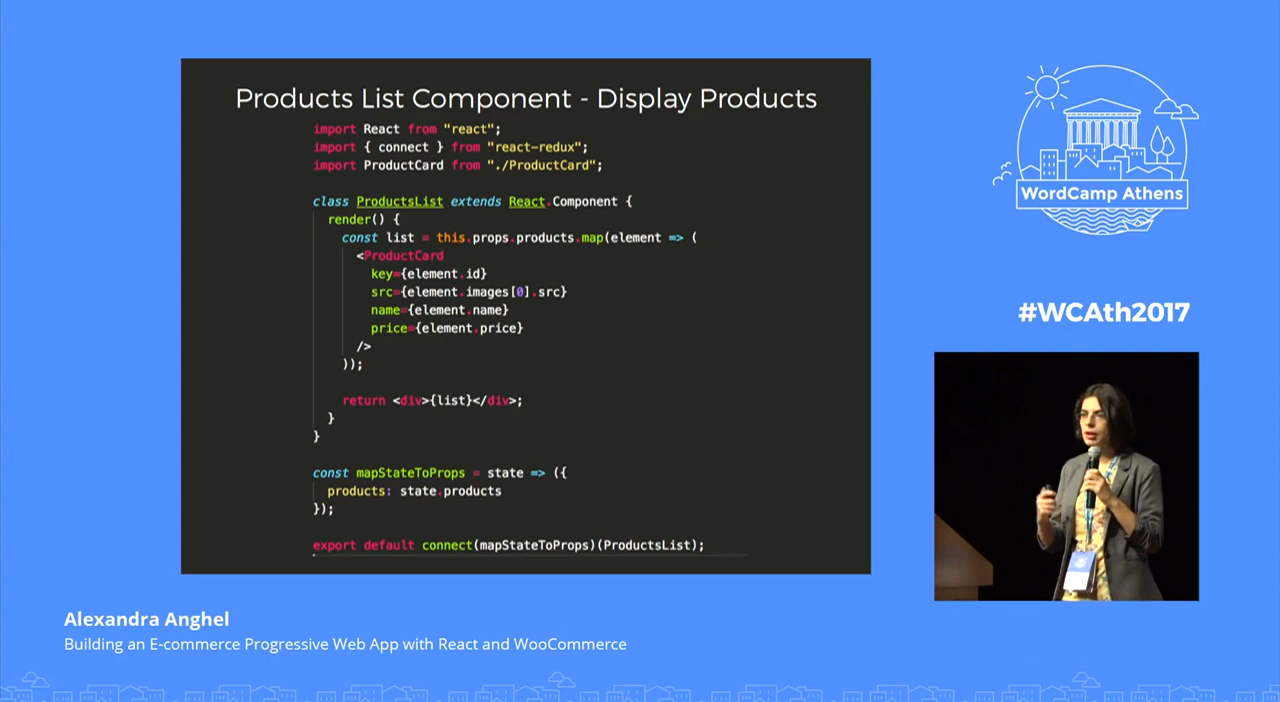 Products List Component - Display Products
import React from "react";
import { connect } from "react-redux";
import ProductCard from "./ProductCard";
class ProductsList extends React.Component {
render() {
const list = this.props.products.map(element => (
<ProductCard
key={element.id}
src={element.images[0].src}
name={element.name}
price={element.price}
/>
));
return <div>{list}</div>;
}
}
const mapStateToProps = state => ({
products: state.products
});
export default connect(mapStateToProps)(ProductsList);
WordCamp Athens
#WCAth2017
Alexandra Anghel
Building an E-commerce Progressive Web App with React and WooCommerce